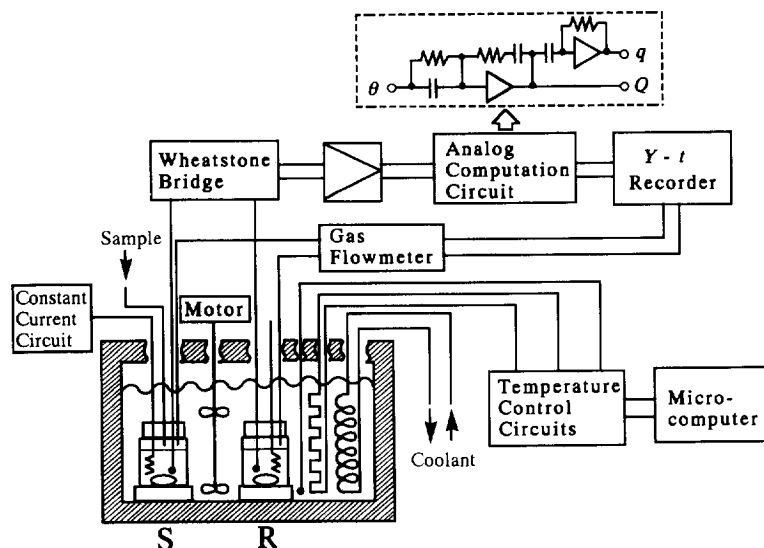 θ
q
Q
Wheatstone
Bridge
Analog
Computation
Circuit
Y - t
Recorder
Sample
Gas
Flowmeter
Constant
Current
Circuit
Motor
Temperature
Control
Circuits
Micro-
computer
Coolant
S
R